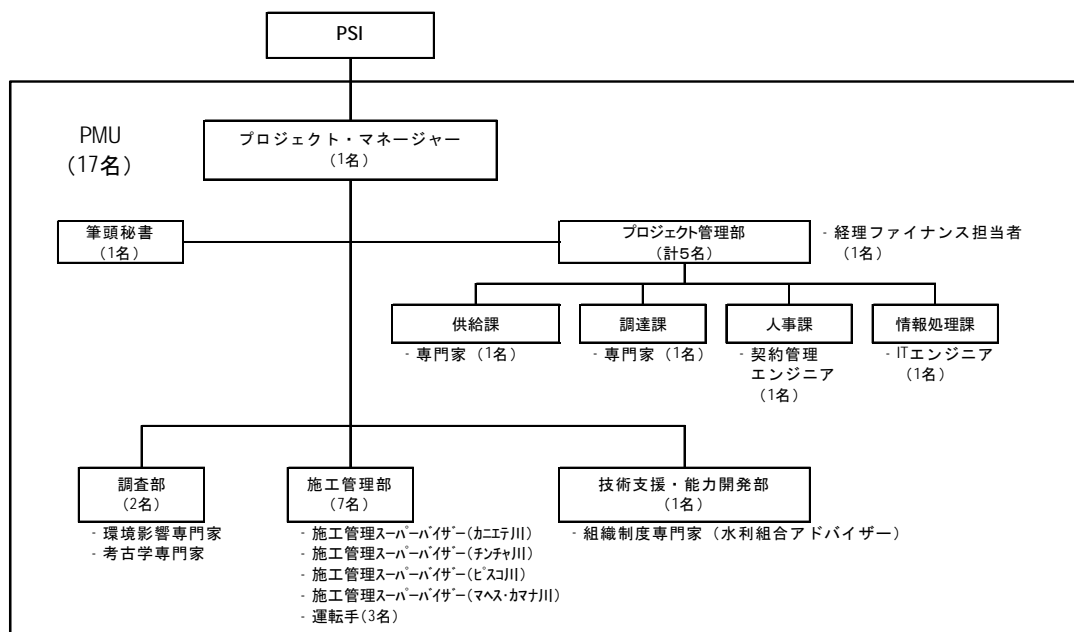 PSI
PMU
(17名)
プロジェクト・マネージャー
(1名)
筆頭秘書
(1名)
プロジェクト管理部
(計5名)
- 経理ファイナンス担当者
(1名)
供給課
調達課
人事課
情報処理課
- 専門家 (1名)
- 専門家 (1名)
- 契約管理
エンジニア
(1名)
- ITエンジニア
(1名)
調査部
(2名)
施工管理部
(7名)
技術支援・能力開発部
(1名)
- 環境影響専門家
- 考古学専門家
- 施工管理スーパーバイザー(カニエテ川)
- 施工管理スーパーバイザー(チンチャ川)
- 施工管理スーパーバイザー(ピスコ川)
- 施工管理スーパーバイザー(マヘス・カマナ川)
- 運転手(3名)
- 組織制度専門家 (水利組合アドバイザー)